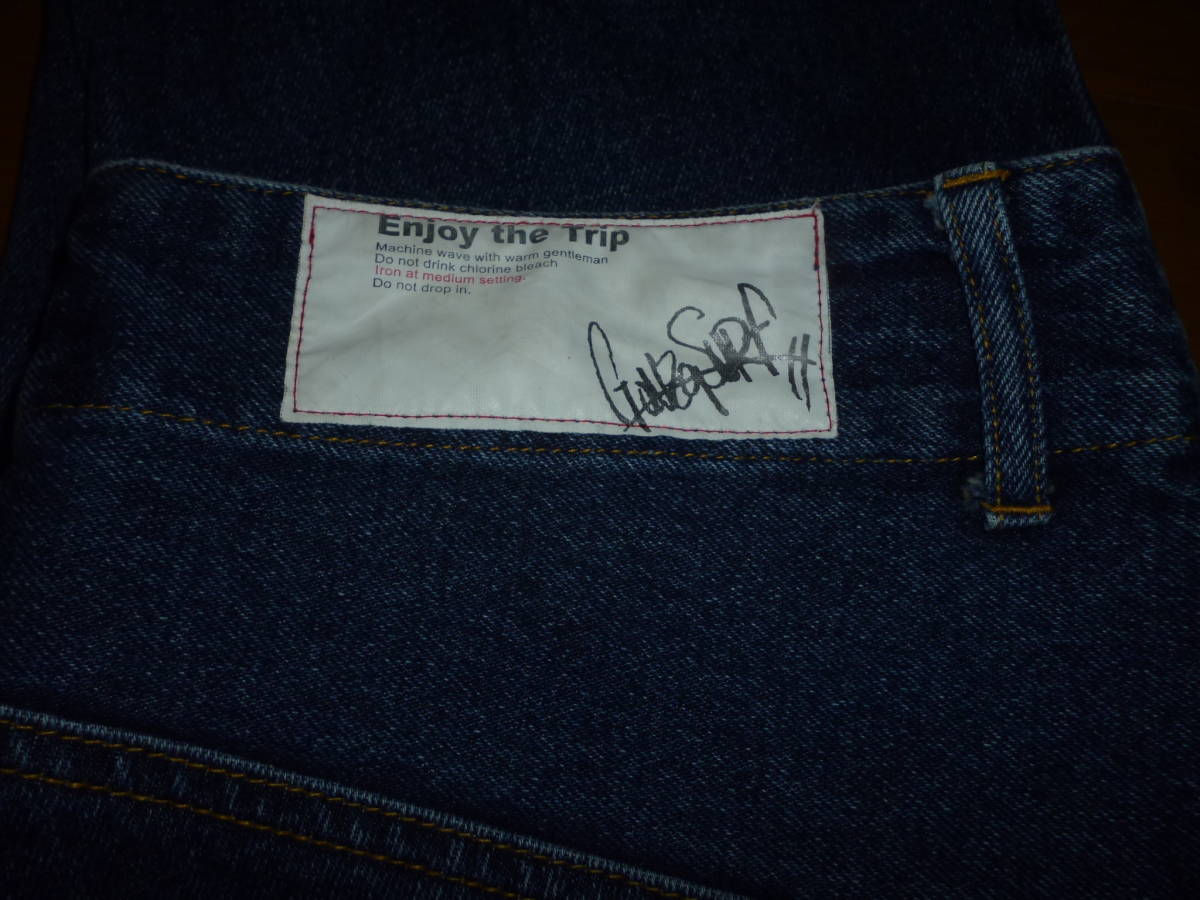 Enjoy the Trip
Machine wave with warm gentleman
Do not drink chlorine bleach
Iron at medium setting.
Do not drop in.